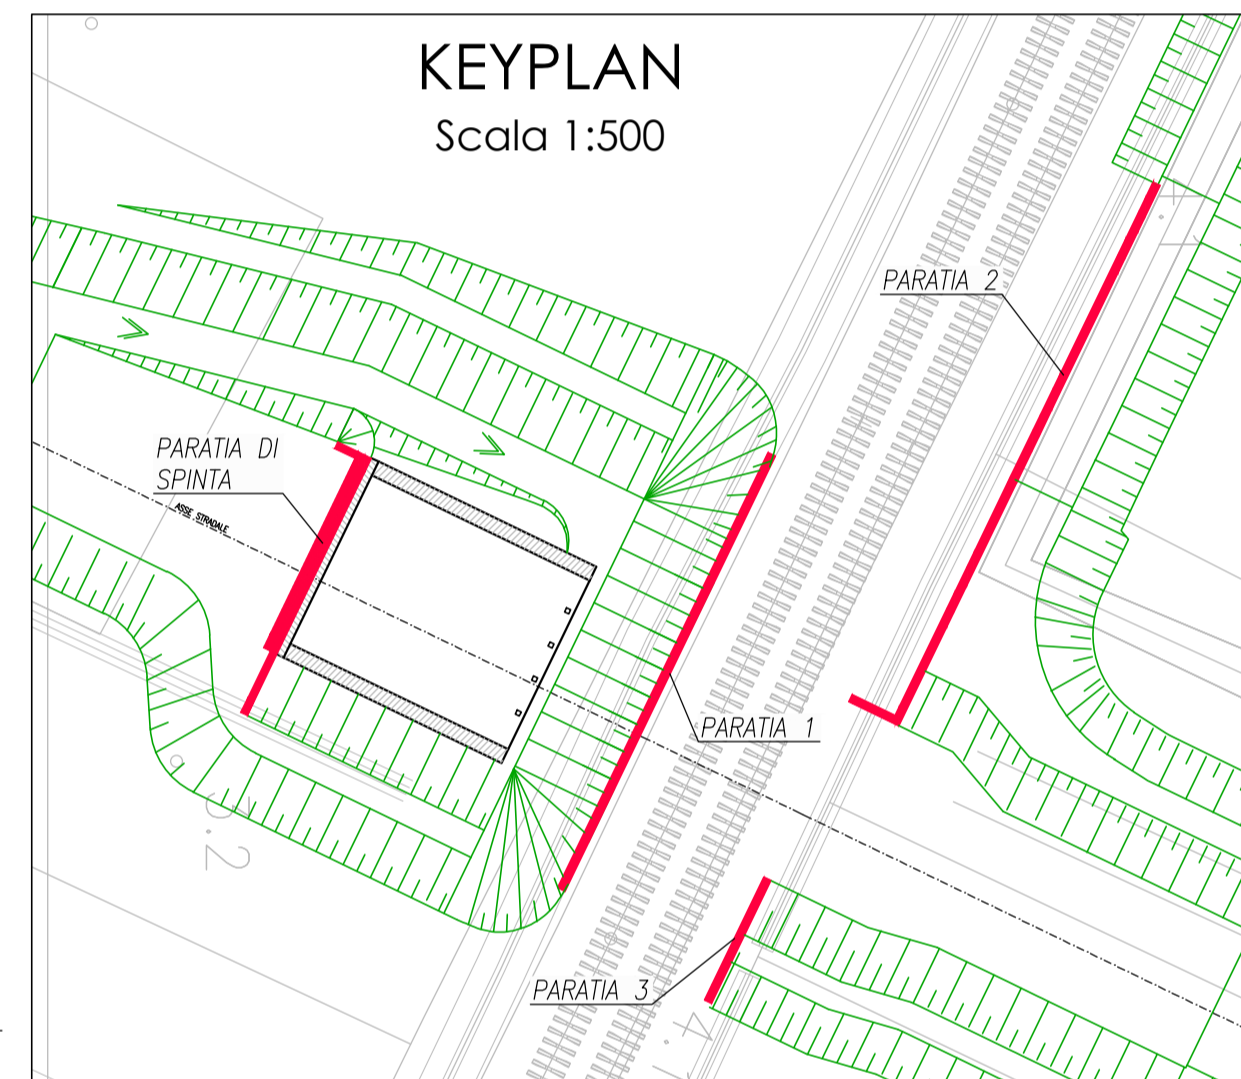 KEYPLAN
Scala 1:500
PARATIA 2
PARATIA DI
SPINTA
ASSE STRADALE
PARATIA 1
PARATIA 3